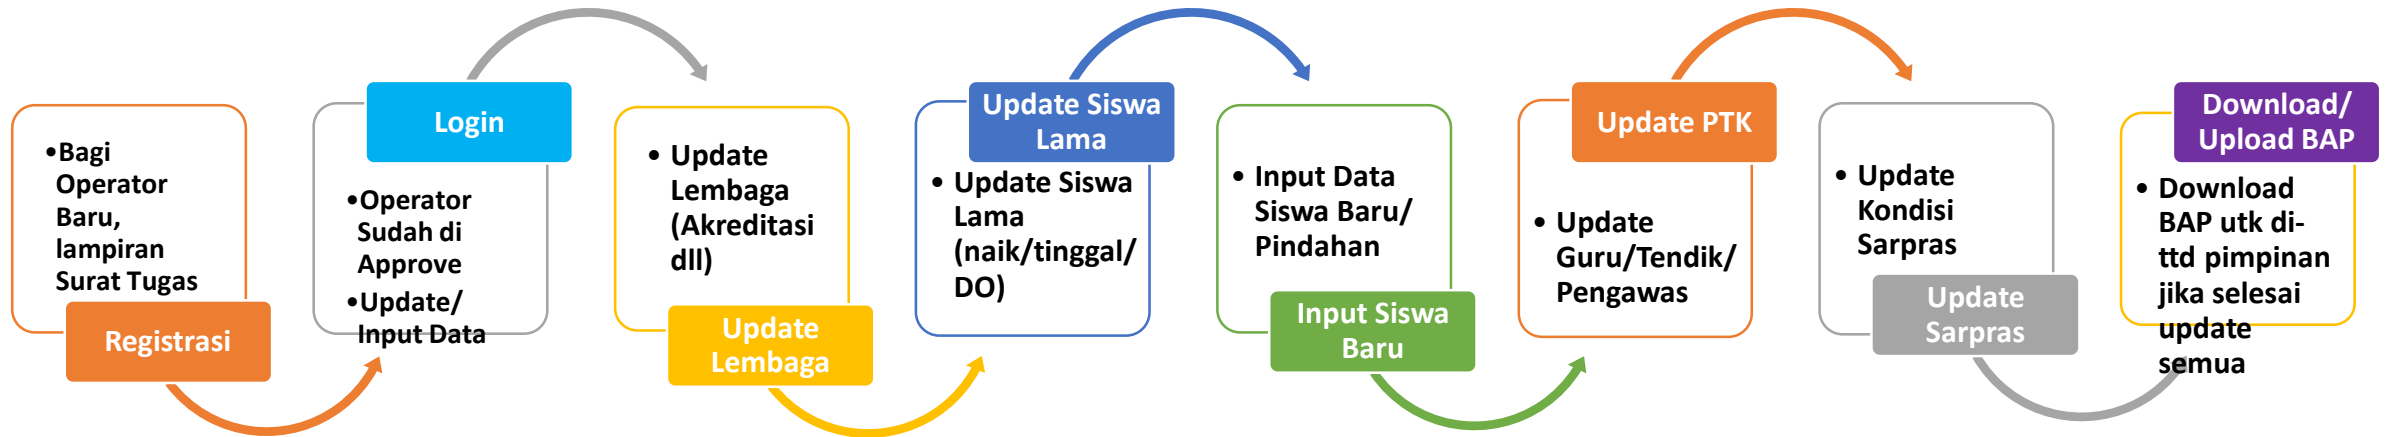 •Bagi
Operator
Baru,
lampiran
Surat Tugas
Registrasi
Login
•Operator
Sudah di
Approve
•Update/
Input Data
• Update
Lembaga
(Akreditasi
dll)
Update
Lembaga
Update Siswa
Lama
• Update Siswa
Lama
(naik/tinggal/
DO)
• Input Data
Siswa Baru/
Pindahan
Input Siswa
Baru
Update PTK
• Update
Guru/Tendik/
Pengawas
• Update
Kondisi
Sarpras
Update
Sarpras
Download/
Upload BAP
• Download
BAP utk di-
ttd pimpinan
jika selesai
update
semua